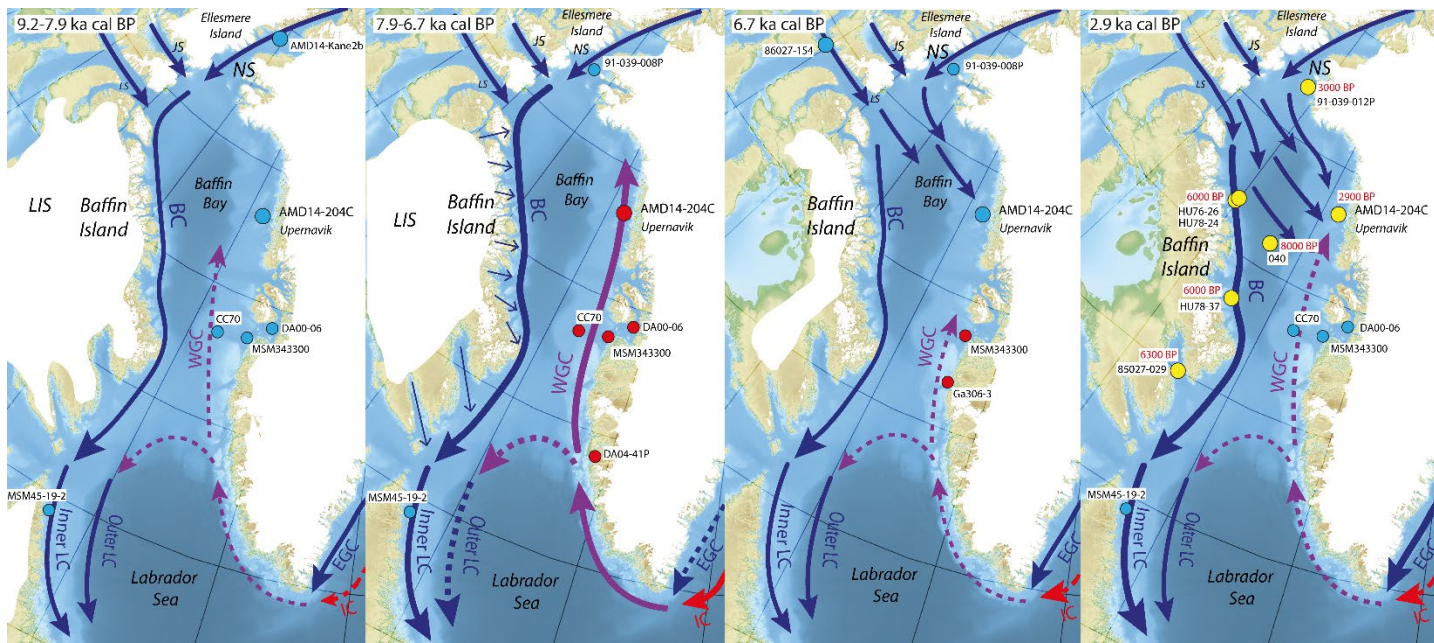 9.2-7.9 ka cal BP
Ellesmere
Island
JS
AMD14-Kane2b
NS
LS
LIS
Baffin
Island
Baffin
Bay
BC
AMD14-204C
Upernavik
CC70
DA00-06
MSM343300
WGC
MSM45-19-2
Inner LC
Outer LC
Labrador
Sea
EGC
IC
7.9-6.7 ka cal BP
Ellesmere
Island
JS
NS
91-039-008P
LS
LIS
Baffin
Island
Baffin
Bay
BC
AMD14-204C
Upernavik
CC70
DA00-06
MSM343300
WGC
DA04-41P
MSM45-19-2
Inner LC
Outer LC
Labrador
Sea
EGC
IC
6.7 ka cal BP
Ellesmere
Island
86027-154
JS
NS
91-039-008P
LS
Baffin
Island
Baffin
Bay
BC
AMD14-204C
Upernavik
WGC
MSM343300
Ga306-3
Inner LC
Outer LC
Labrador
Sea
EGC
IC
2.9 ka cal BP
Ellesmere
Island
JS
NS
3000 BP
91-039-012P
LS
Baffin
Bay
6000 BP
HU76-26
HU78-24
2900 BP
AMD14-204C
Upernavik
8000 BP
040
Baffin
Island
BC
6000 BP
HU78-37
CC70
DA00-06
MSM343300
6300 BP
85027-029
WGC
MSM45-19-2
Inner LC
Outer LC
Labrador
Sea
EGC
IC